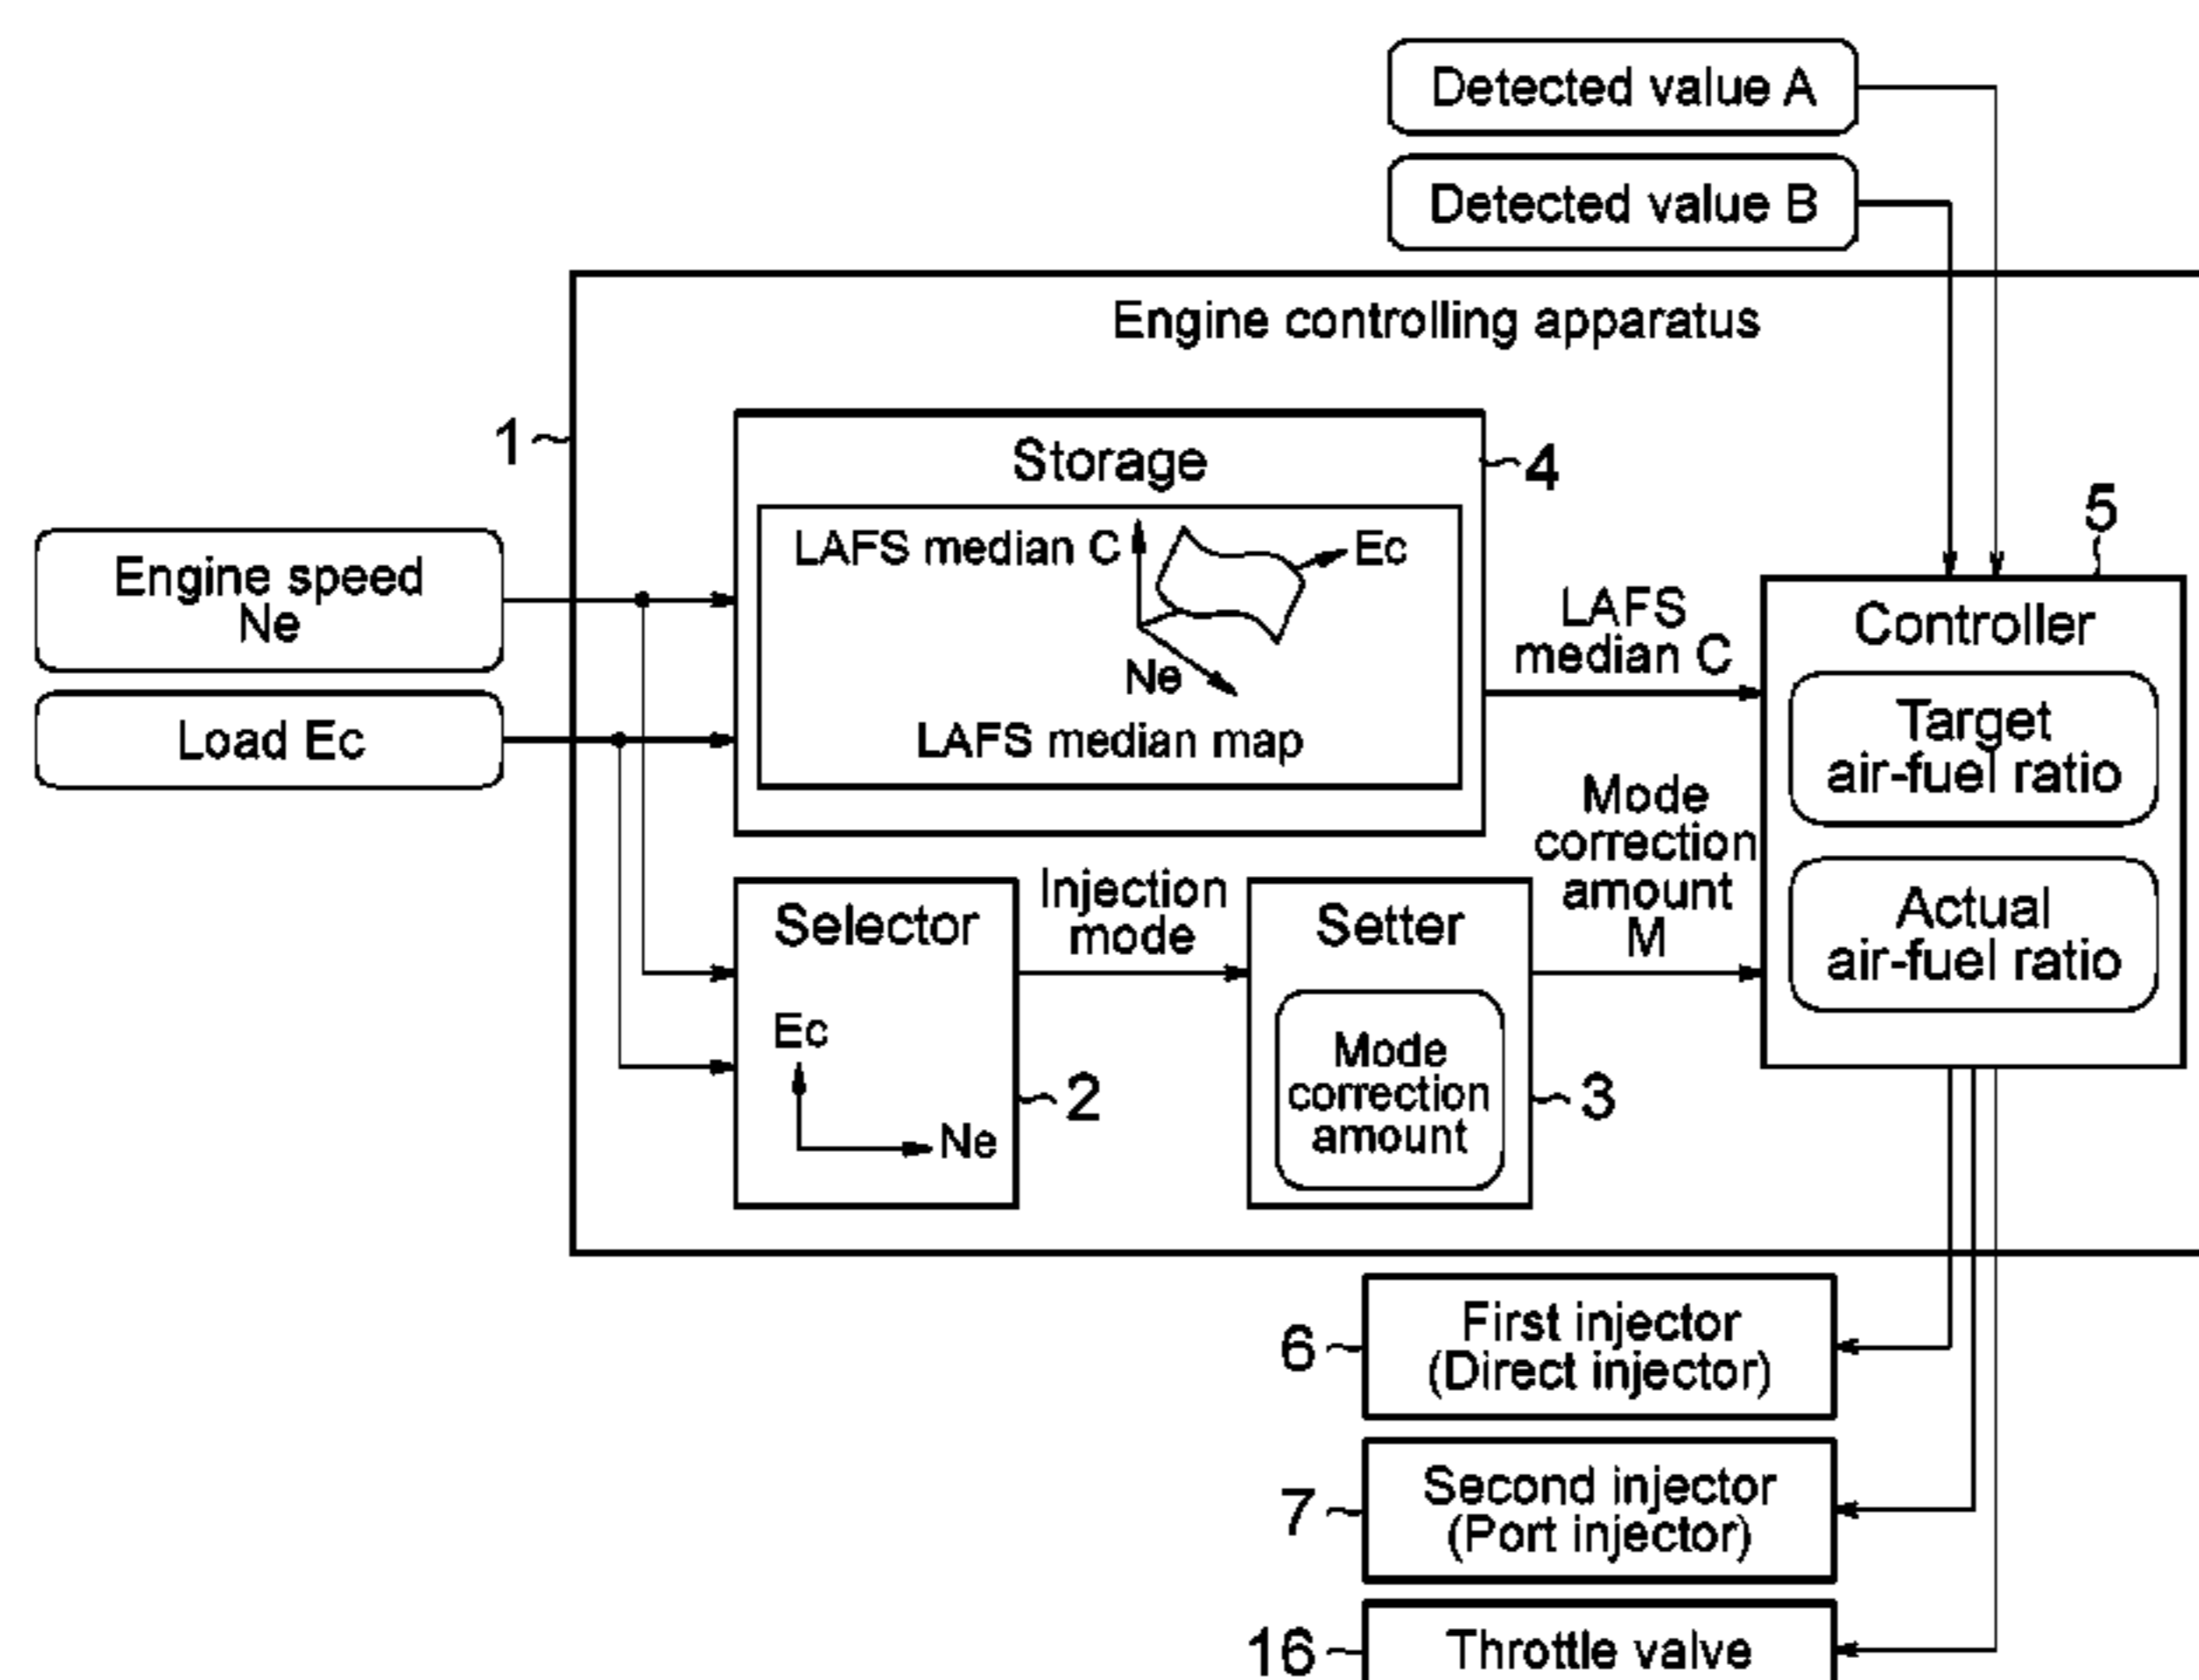 Detected value A
Detected value B
Engine controlling apparatus
1
Storage
4
LAFS median C
Ec
Ne
LAFS median map
Engine speed
Ne
Load Ec
LAFS
median C
5
Controller
Target
air-fuel ratio
Actual
air-fuel ratio
Mode
correction
amount
M
Selector
Ec
Ne
2
Injection
mode
Setter
Mode
correction
amount
3
6
First injector
(Direct injector)
7
Second injector
(Port injector)
16
Throttle valve